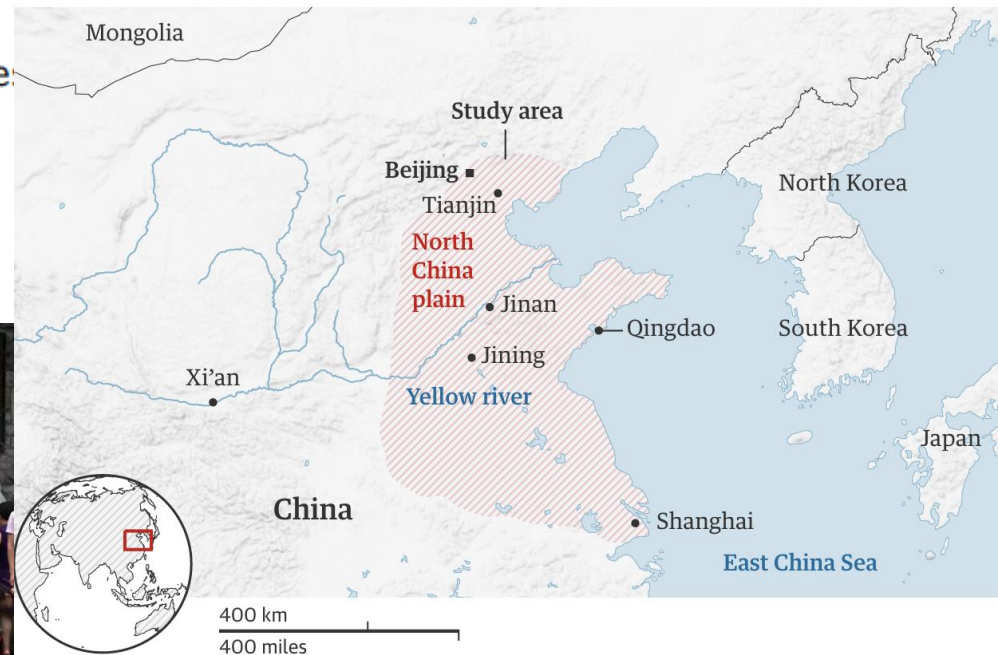 Mongolia
Study area
Beijing
Tianjin
North Korea
North
China
plain
Jinan
Qingdao
South Korea
Jining
Xi'an
Yellow river
Japan
China
Shanghai
East China Sea
400 km
400 miles